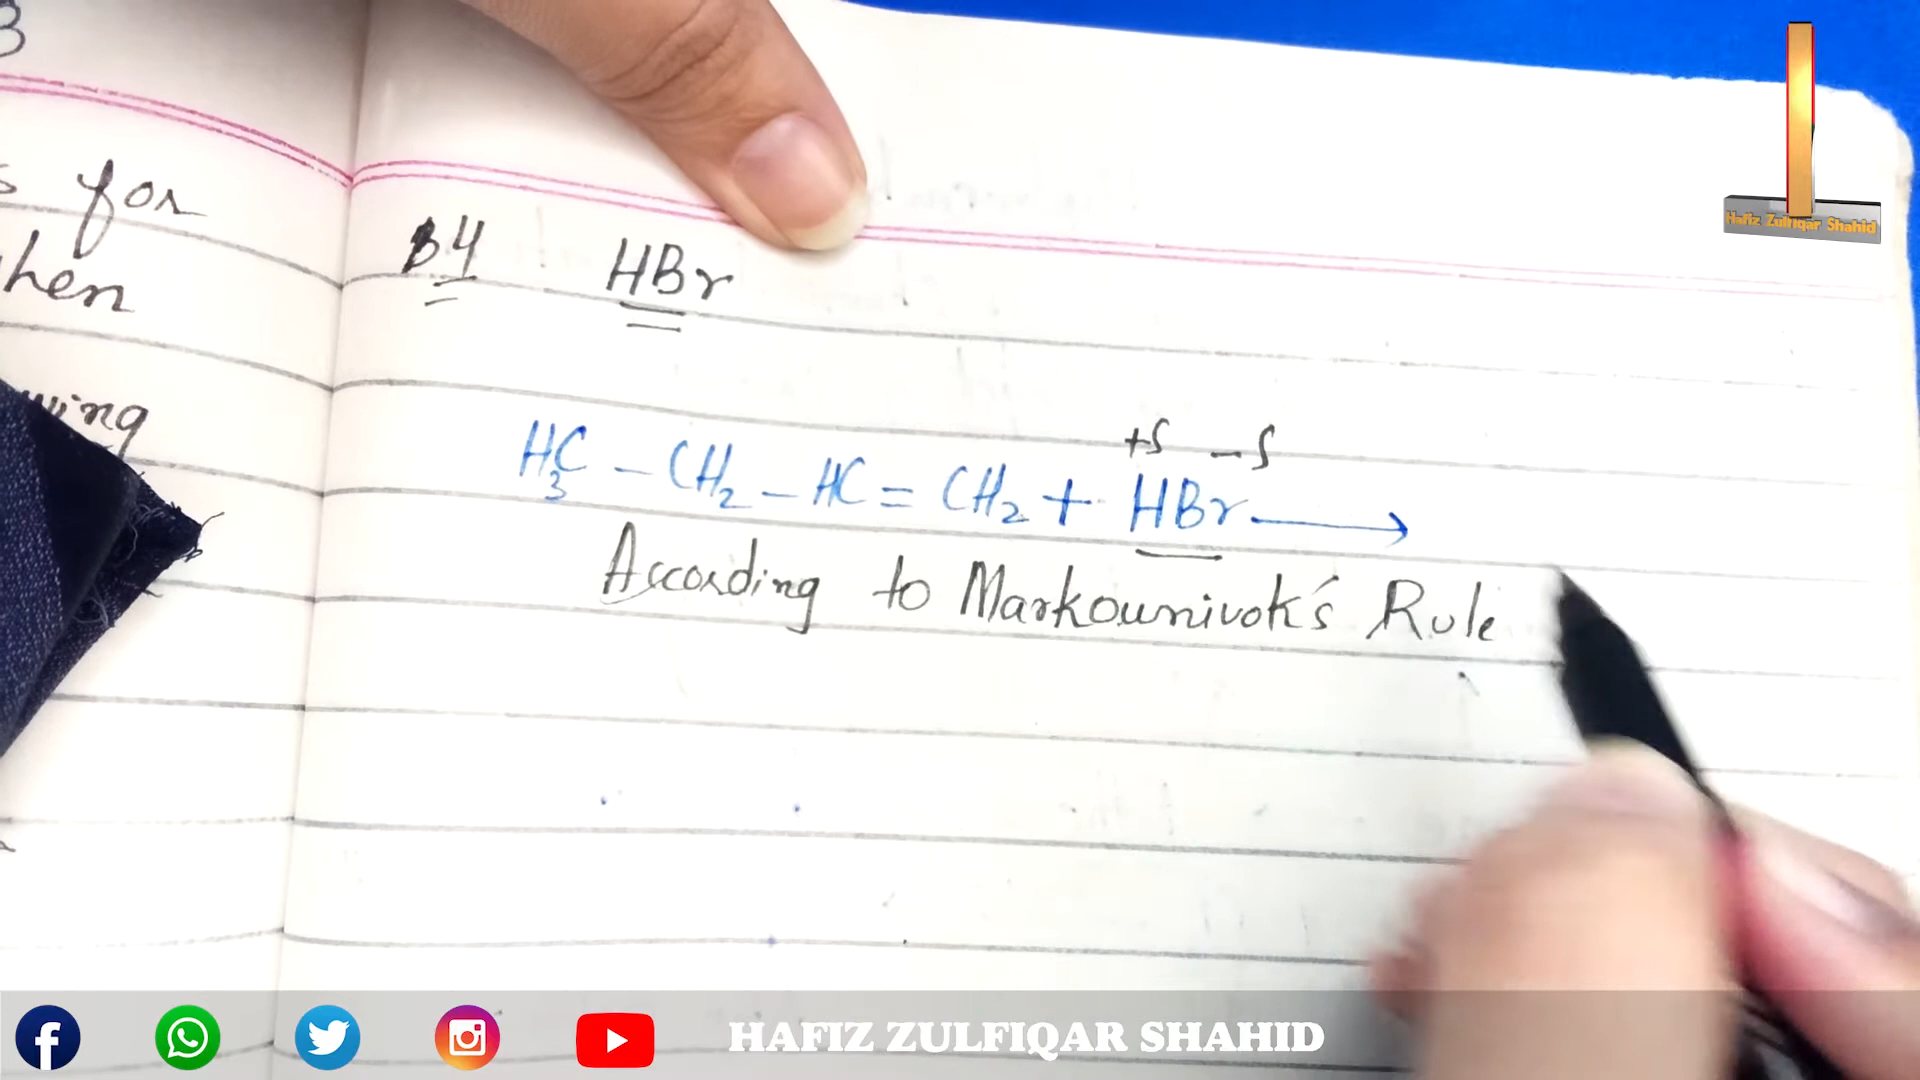 3
s for
hen
wing
B4 HBr
+δ -δ
H₃C - CH₂ - HC = CH₂ + HBr ⟶
According to Markounivok's Rule
Hafiz Zulfiqar Shahid
HAFIZ ZULFIQAR SHAHID